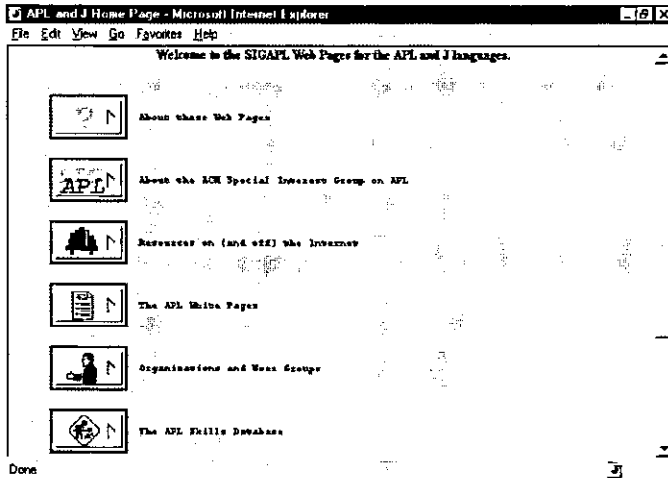 APL and J Home Page - Microsoft Internet Explorer
File Edit View Go Favorites Help
Welcome to the SIGAPL Web Pages for the APL and J languages.
About these Web Pages
APL
About the ACM Special Interest Group on APL
Resources on (and off) the Internet
The APL White Pages
Organizations and User Groups
The APL Skills Database
Done